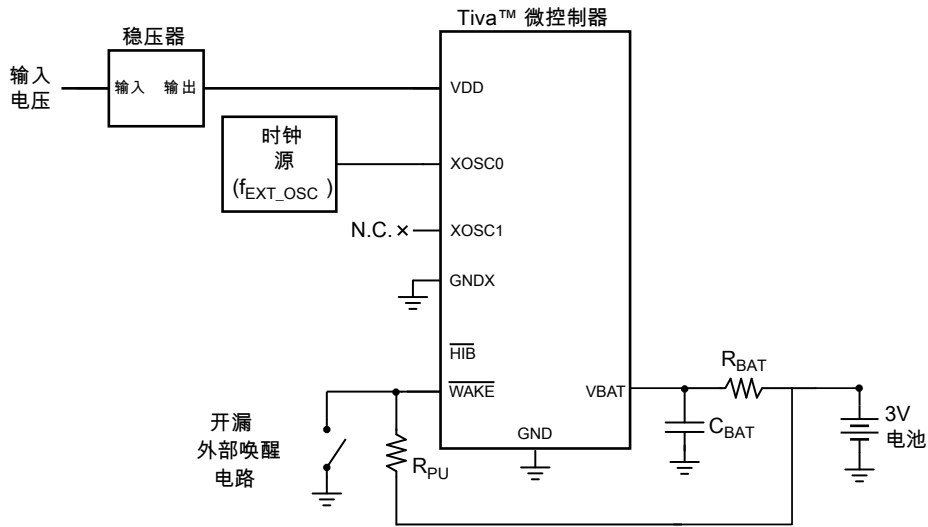 Tiva™ 微控制器
稳压器
输入
电压
输入 输出
VDD
时钟
源
(fEXT_OSC )
XOSC0
N.C.
XOSC1
GNDX
HIB
WAKE
VBAT
RBAT
CBAT
3V
电池
GND
开漏
外部唤醒
电路
RPU